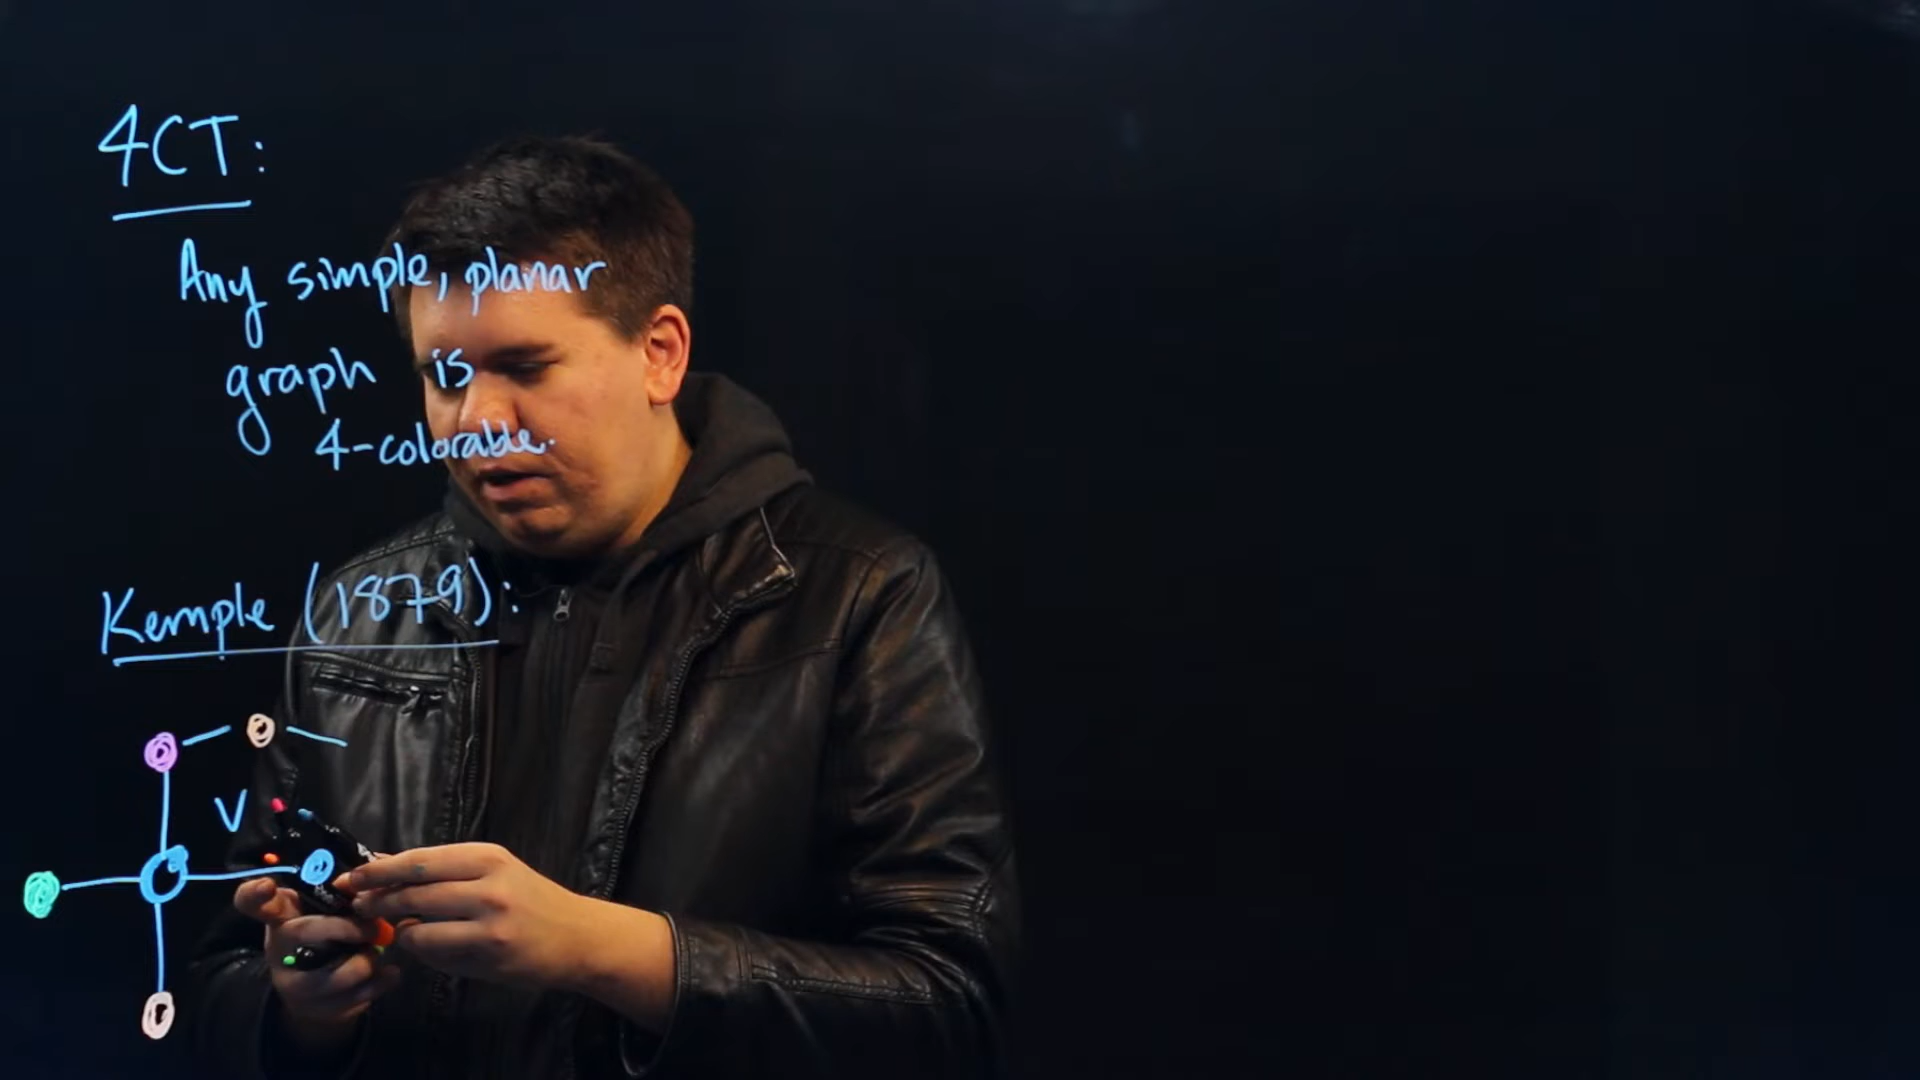 4CT:
Any simple, planar
graph is
4-colorable.
Kemple (1879):
V